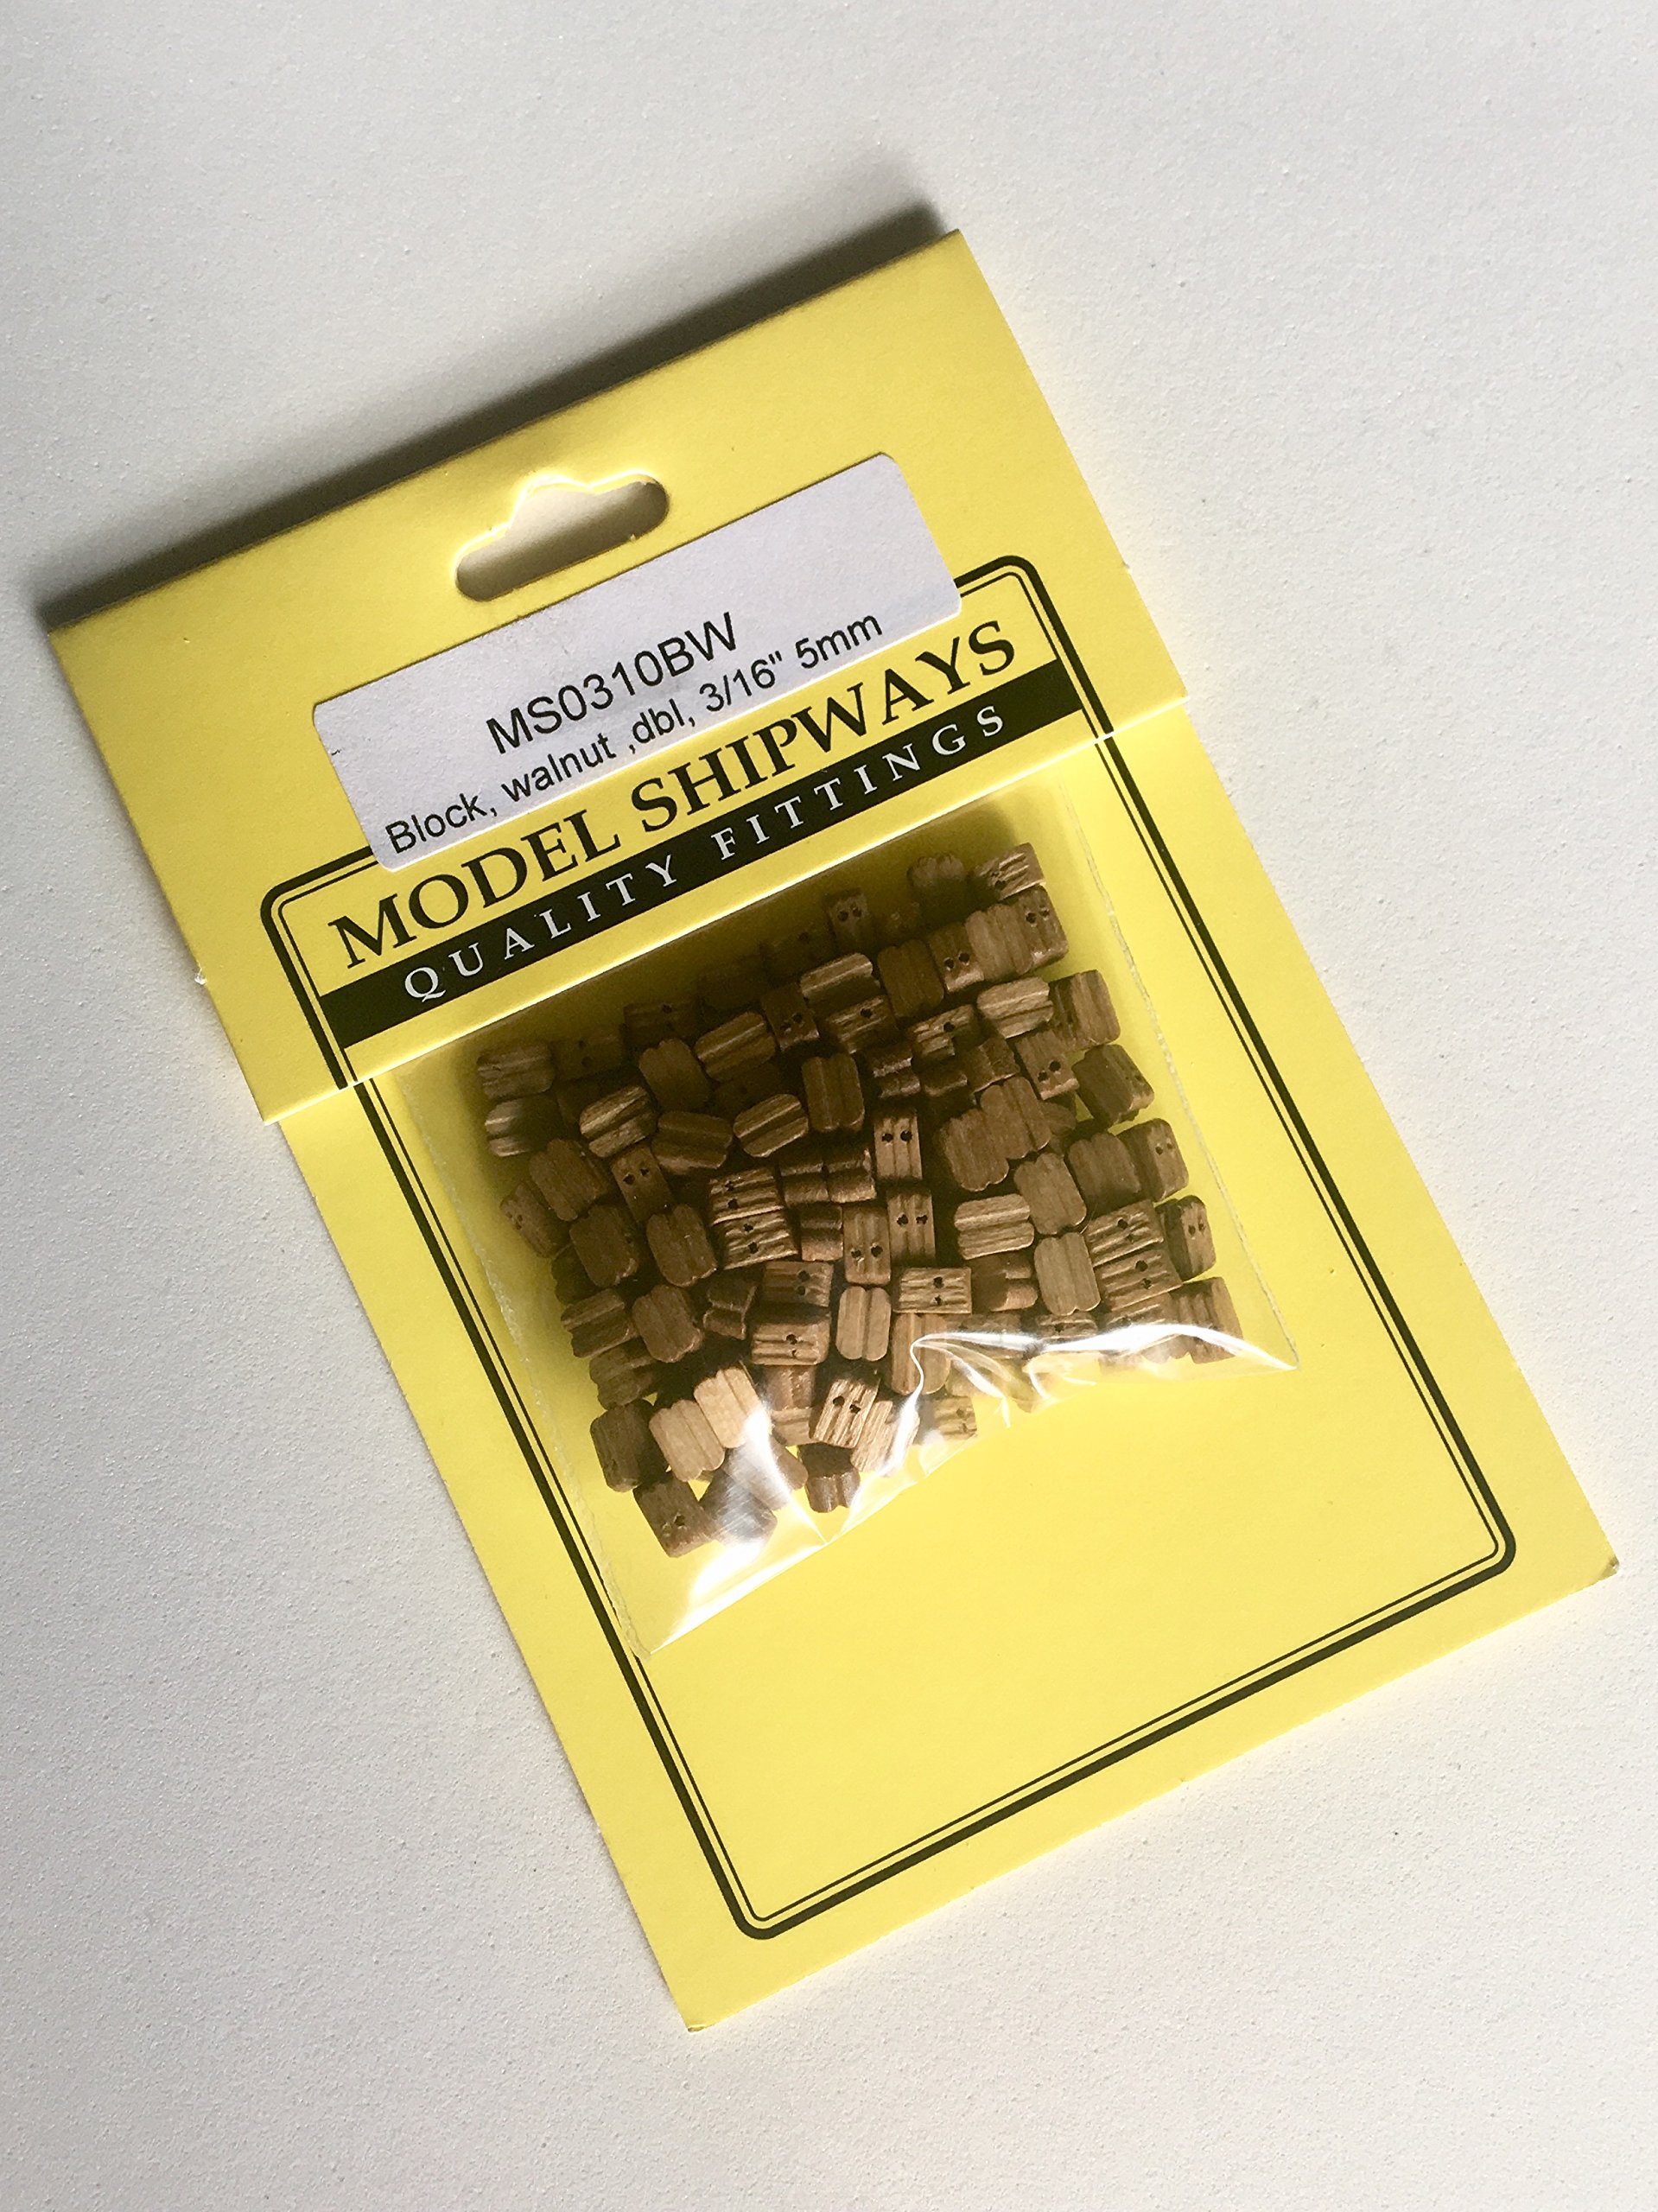 MS0310BW
Block, walnut ,dbl, 3/16" 5mm
MODEL SHIPWAYS
QUALITY FITTINGS